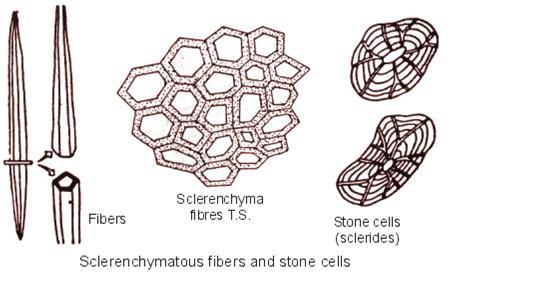 Fibers
Sclerenchyma
fibres T.S.
Stone cells
(sclerides)
Sclerenchymatous fibers and stone cells